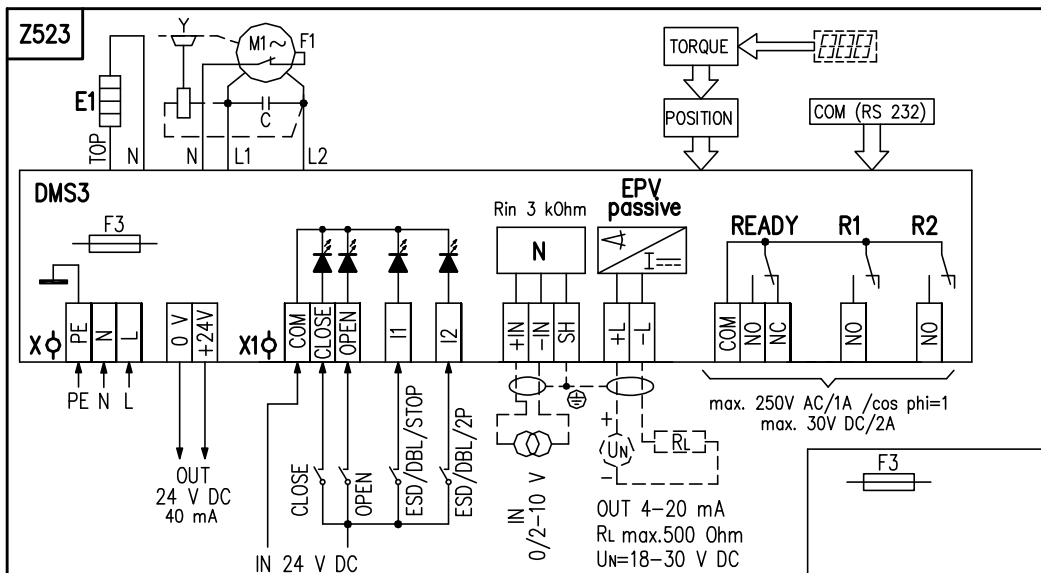 Z523
Y
M1 ~
F1
E1
C
TOP
N
N
L1
L2
TORQUE
POSITION
COM (RS 232)
DMS3
F3
Rin 3 kOhm
N
EPV
passive
I
READY
R1
R2
X
PE
N
L
0 V
+24V
X1
COM
CLOSE
OPEN
I1
I2
+IN
-IN
SH
+L
-L
COM
NO
NC
NO
NO
PE N L
OUT
24 V DC
40 mA
CLOSE
OPEN
ESD/DBL/STOP
ESD/DBL/2P
IN 24 V DC
IN
0/2-10 V
+
UN
-
RL
OUT 4-20 mA
RL max.500 Ohm
UN=18-30 V DC
max. 250V AC/1A /cos phi=1
max. 30V DC/2A
F3